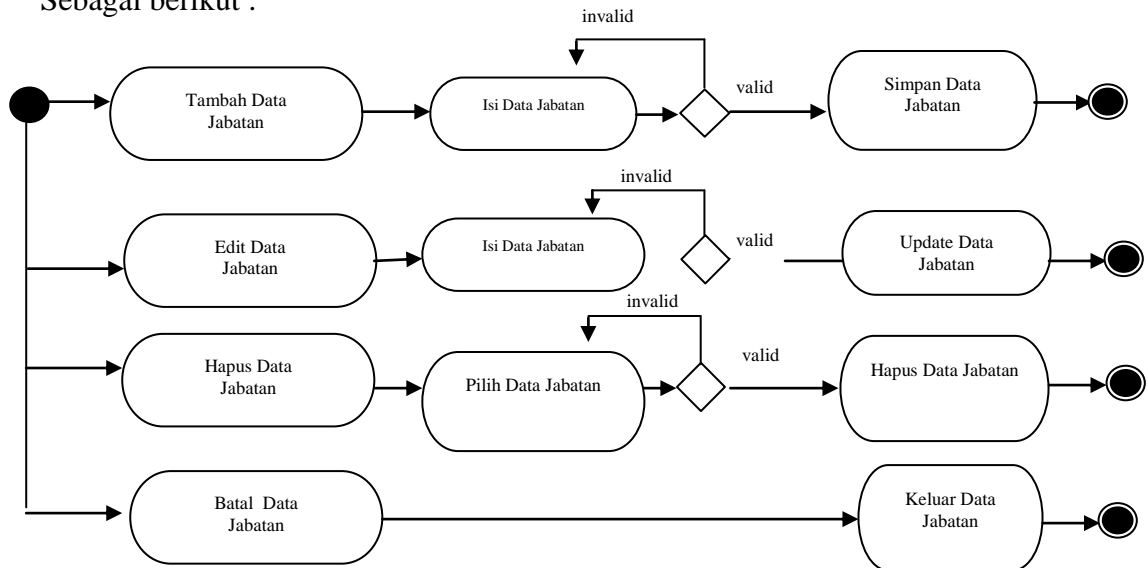 Sebagai berikut :
invalid
Tambah Data
Jabatan
Isi Data Jabatan
valid
Simpan Data
Jabatan
invalid
Edit Data
Jabatan
Isi Data Jabatan
valid
Update Data
Jabatan
invalid
Hapus Data
Jabatan
Pilih Data Jabatan
valid
Hapus Data Jabatan
Batal Data
Jabatan
Keluar Data
Jabatan